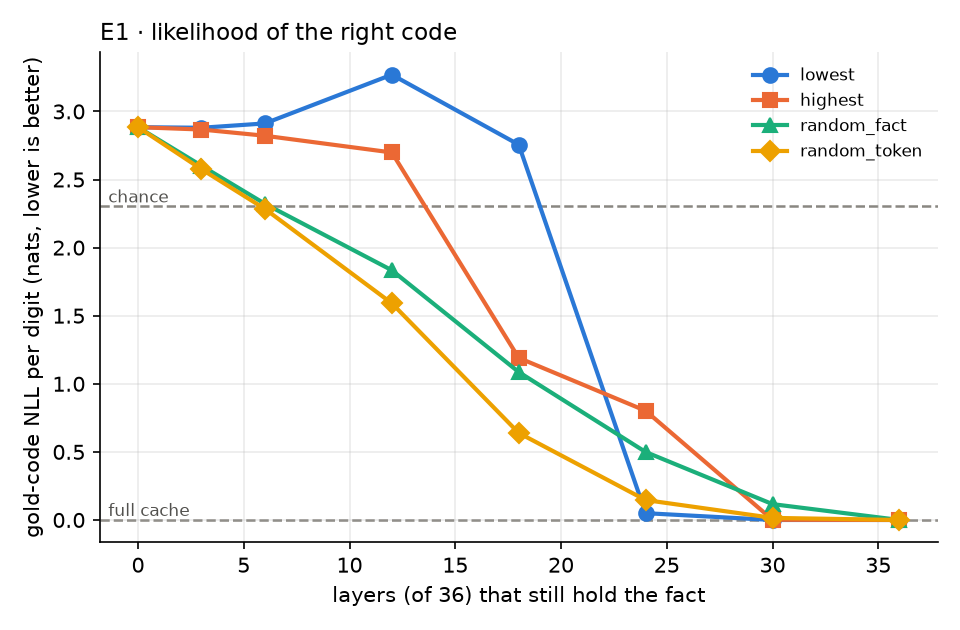 E1 · likelihood of the right code
gold-code NLL per digit (nats, lower is better)
3.0
2.5
2.0
1.5
1.0
0.5
0.0
chance
full cache
lowest
highest
random_fact
random_token
0 5 10 15 20 25 30 35
layers (of 36) that still hold the fact